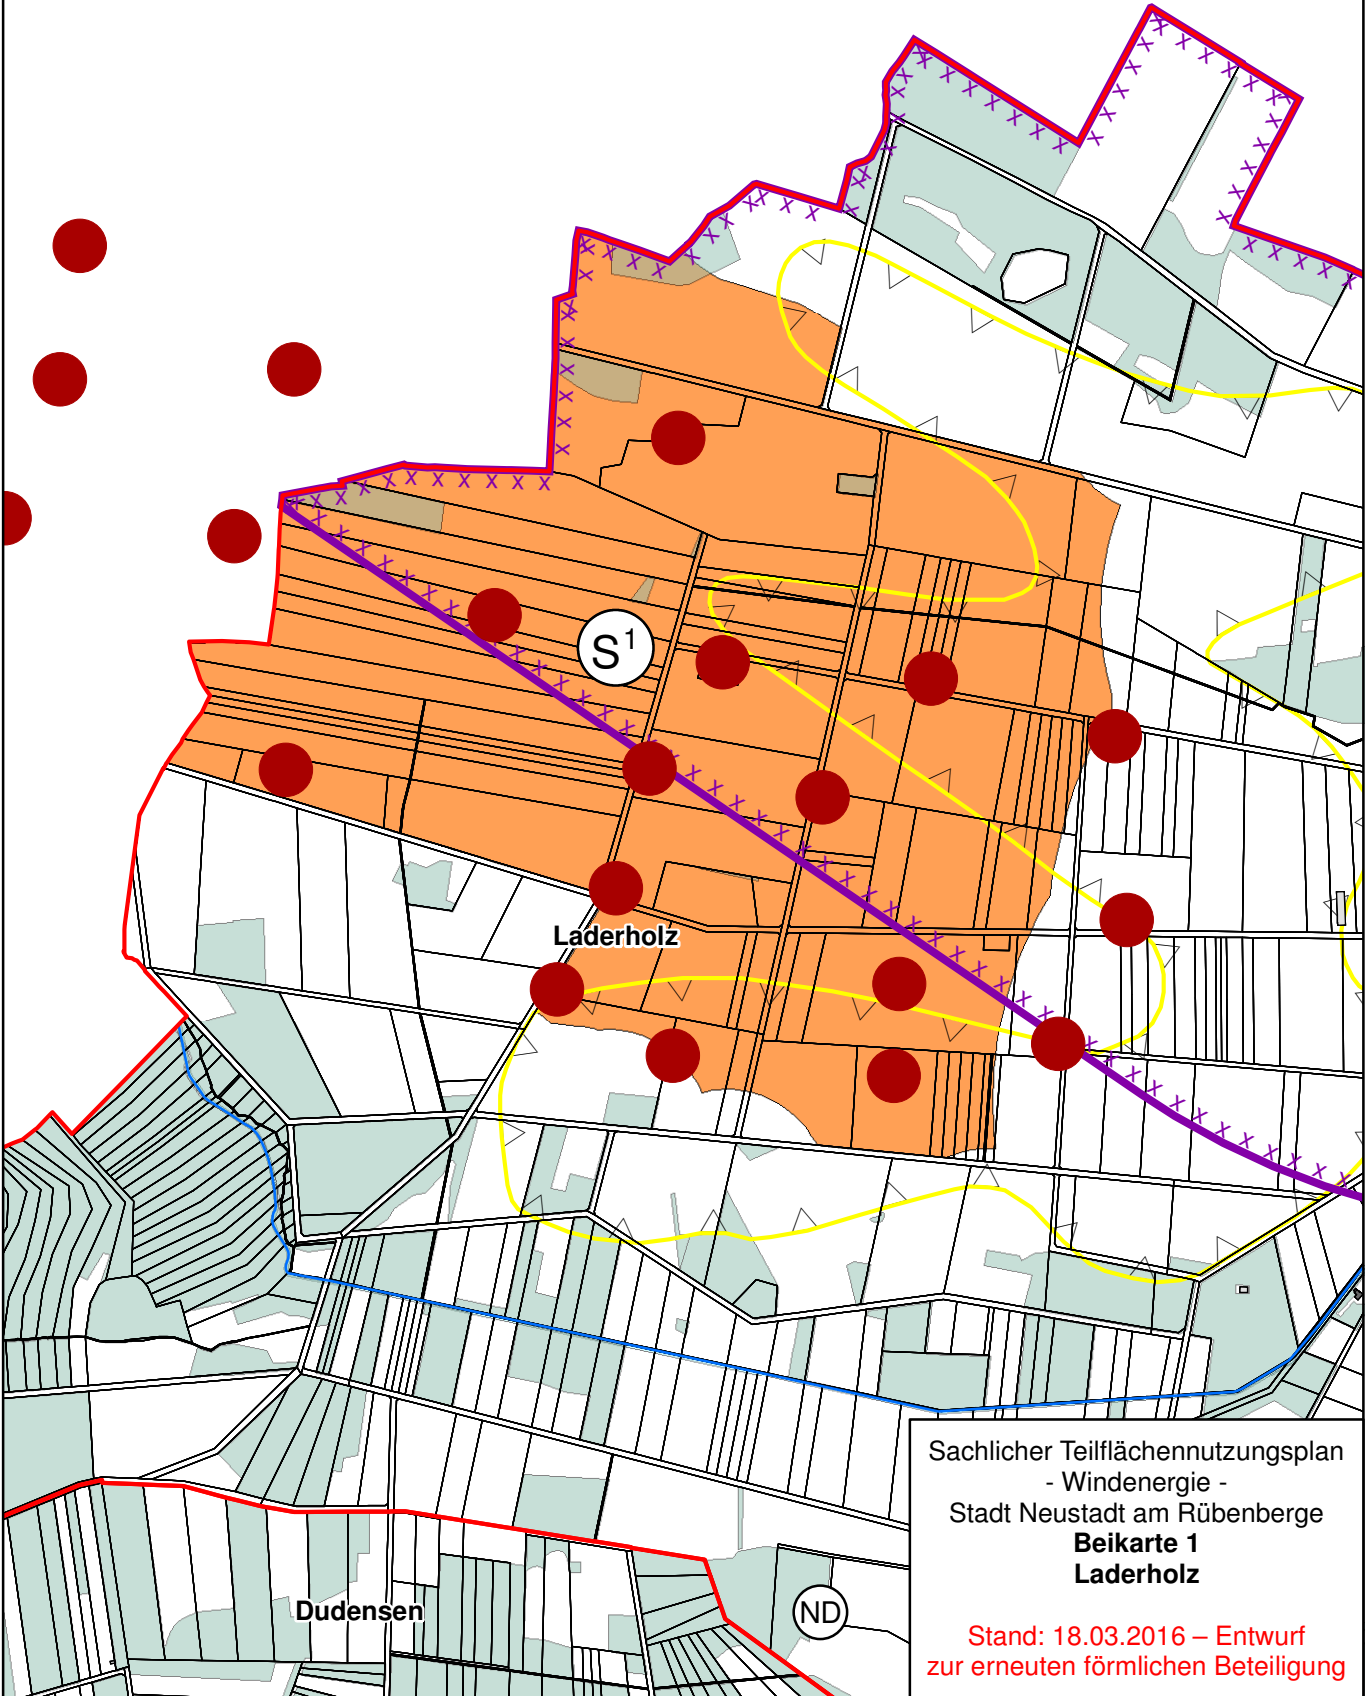 S¹
Laderholz
Dudensen
ND
Sachlicher Teilflächennutzungsplan
- Windenergie -
Stadt Neustadt am Rübenberge
Beikarte 1
Laderholz
Stand: 18.03.2016 – Entwurf
zur erneuten förmlichen Beteiligung